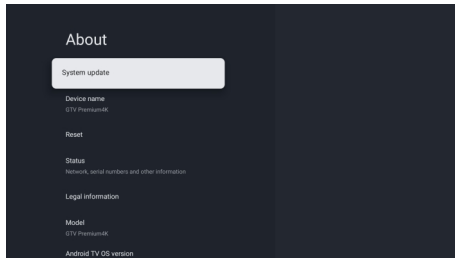 About
System update
Device name
GTV Premium4K
Reset
Status
Network, serial numbers and other information
Legal information
Model
GTV Premium4K
Android TV OS version